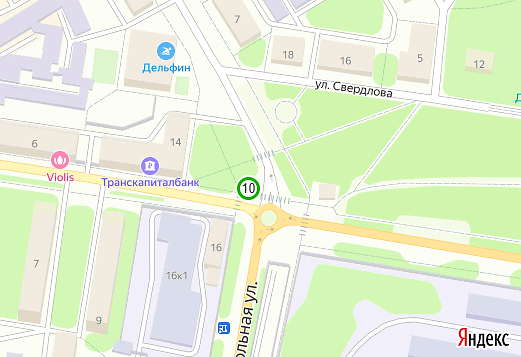 7
Дельфин
18
16
5
12
ул. Свердлова
14
6
Violis
Транскапиталбанк
10
7
16
16к1
9
ольная ул.
Яндекс